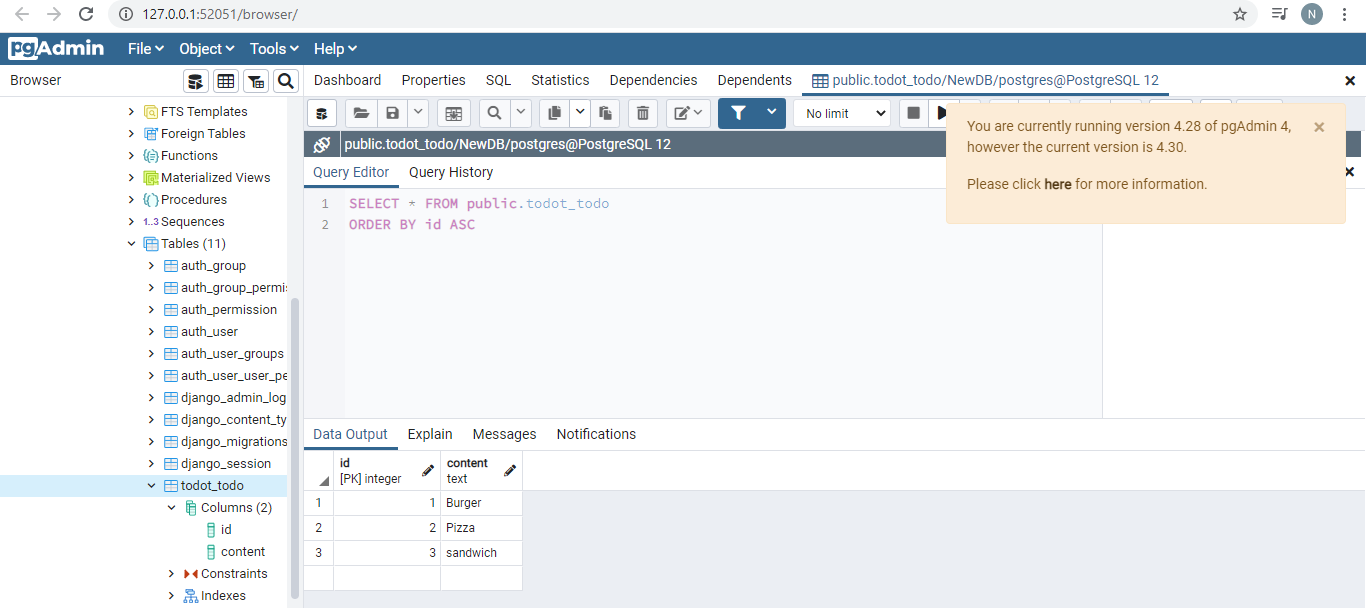 127.0.0.1:52051/browser/
N
pgAdmin File Object Tools Help
Browser
Dashboard Properties SQL Statistics Dependencies Dependents public.todot_todo/NewDB/postgres@PostgreSQL 12
FTS Templates
Foreign Tables
Functions
Materialized Views
Procedures
1..3 Sequences
Tables (11)
auth_group
auth_group_permi
auth_permission
auth_user
auth_user_groups
auth_user_user_pe
django_admin_log
django_content_ty
django_migrations
django_session
todot_todo
Columns (2)
id
content
Constraints
Indexes
No limit
public.todot_todo/NewDB/postgres@PostgreSQL 12
You are currently running version 4.28 of pgAdmin 4,
however the current version is 4.30.
Please click here for more information.
Query Editor Query History
1 SELECT * FROM public.todot_todo
2 ORDER BY id ASC
Data Output Explain Messages Notifications
id content
[PK] integer text
1 1 Burger
2 2 Pizza
3 3 sandwich